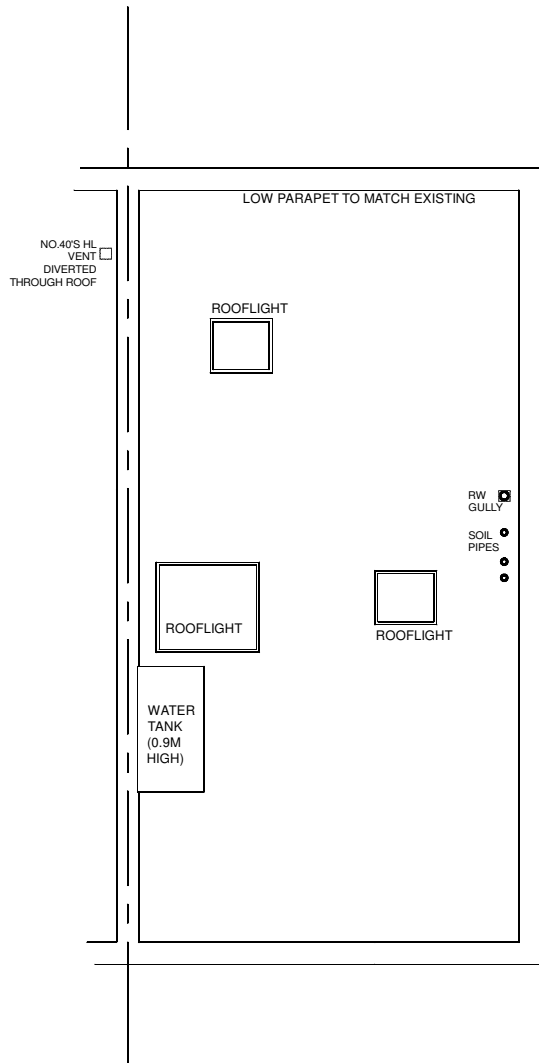 LOW PARAPET TO MATCH EXISTING
NO.40'S HL
VENT
DIVERTED
THROUGH ROOF
ROOFLIGHT
RW
GULLY
SOIL
PIPES
ROOFLIGHT
ROOFLIGHT
WATER
TANK
(0.9M
HIGH)